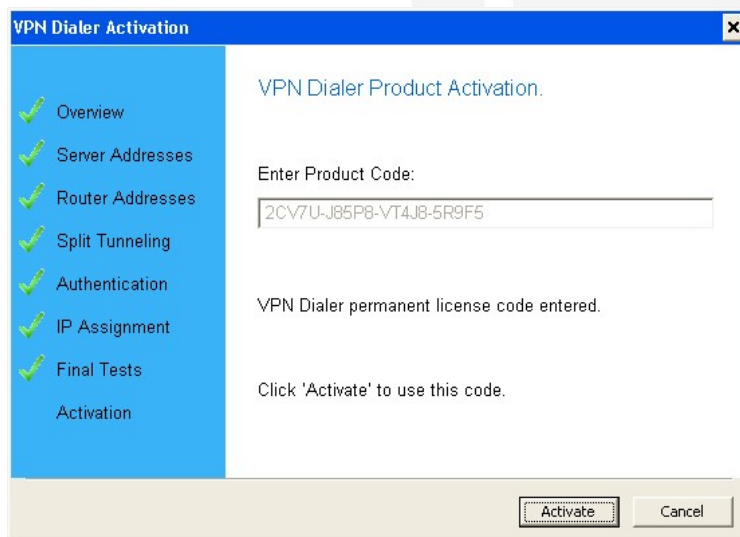 VPN Dialer Activation
Overview
Server Addresses
Router Addresses
Split Tunneling
Authentication
IP Assignment
Final Tests
Activation
VPN Dialer Product Activation.
Enter Product Code:
2CV7U-J85P8-VT4J8-5R9F5
VPN Dialer permanent license code entered.
Click 'Activate' to use this code.
Activate
Cancel